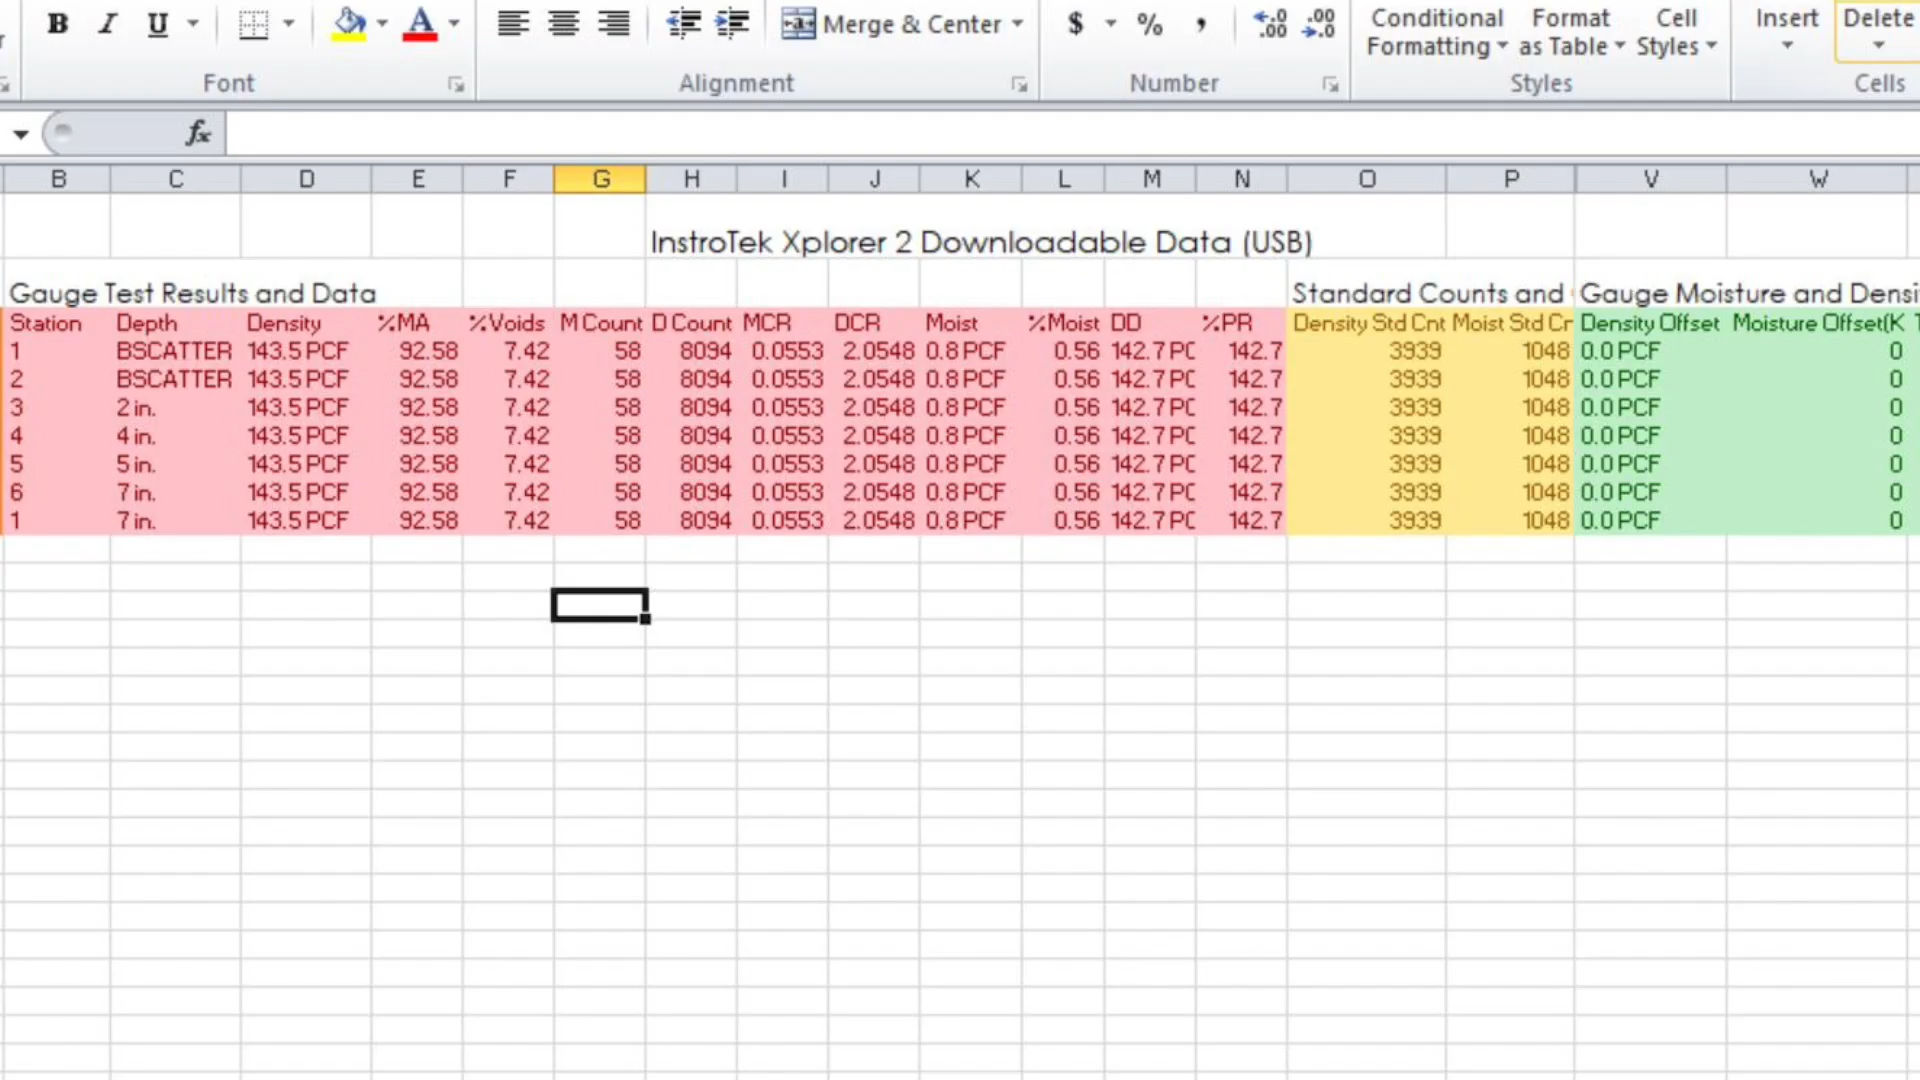 B I U A Merge & Center $ % , .00 .00 Conditional Formatting Format as Table Cell Styles Insert Delete
Font Alignment Number Styles Cells
fx
B C D E F G H I J K L M N O P V W
InstroTek Xplorer 2 Downloadable Data (USB)
Gauge Test Results and Data Standard Counts and Gauge Moisture and Densi
Station Depth Density %MA %Voids M Count D Count MCR DCR Moist %Moist DD %PR Density Std Cnt Moist Std Cn Density Offset Moisture Offset(K
1 BSCATTER 143.5 PCF 92.58 7.42 58 8094 0.0553 2.0548 0.8 PCF 0.56 142.7 PC 142.7 3939 1048 0.0 PCF 0
2 BSCATTER 143.5 PCF 92.58 7.42 58 8094 0.0553 2.0548 0.8 PCF 0.56 142.7 PC 142.7 3939 1048 0.0 PCF 0
3 2 in. 143.5 PCF 92.58 7.42 58 8094 0.0553 2.0548 0.8 PCF 0.56 142.7 PC 142.7 3939 1048 0.0 PCF 0
4 4 in. 143.5 PCF 92.58 7.42 58 8094 0.0553 2.0548 0.8 PCF 0.56 142.7 PC 142.7 3939 1048 0.0 PCF 0
5 5 in. 143.5 PCF 92.58 7.42 58 8094 0.0553 2.0548 0.8 PCF 0.56 142.7 PC 142.7 3939 1048 0.0 PCF 0
6 7 in. 143.5 PCF 92.58 7.42 58 8094 0.0553 2.0548 0.8 PCF 0.56 142.7 PC 142.7 3939 1048 0.0 PCF 0
1 7 in. 143.5 PCF 92.58 7.42 58 8094 0.0553 2.0548 0.8 PCF 0.56 142.7 PC 142.7 3939 1048 0.0 PCF 0